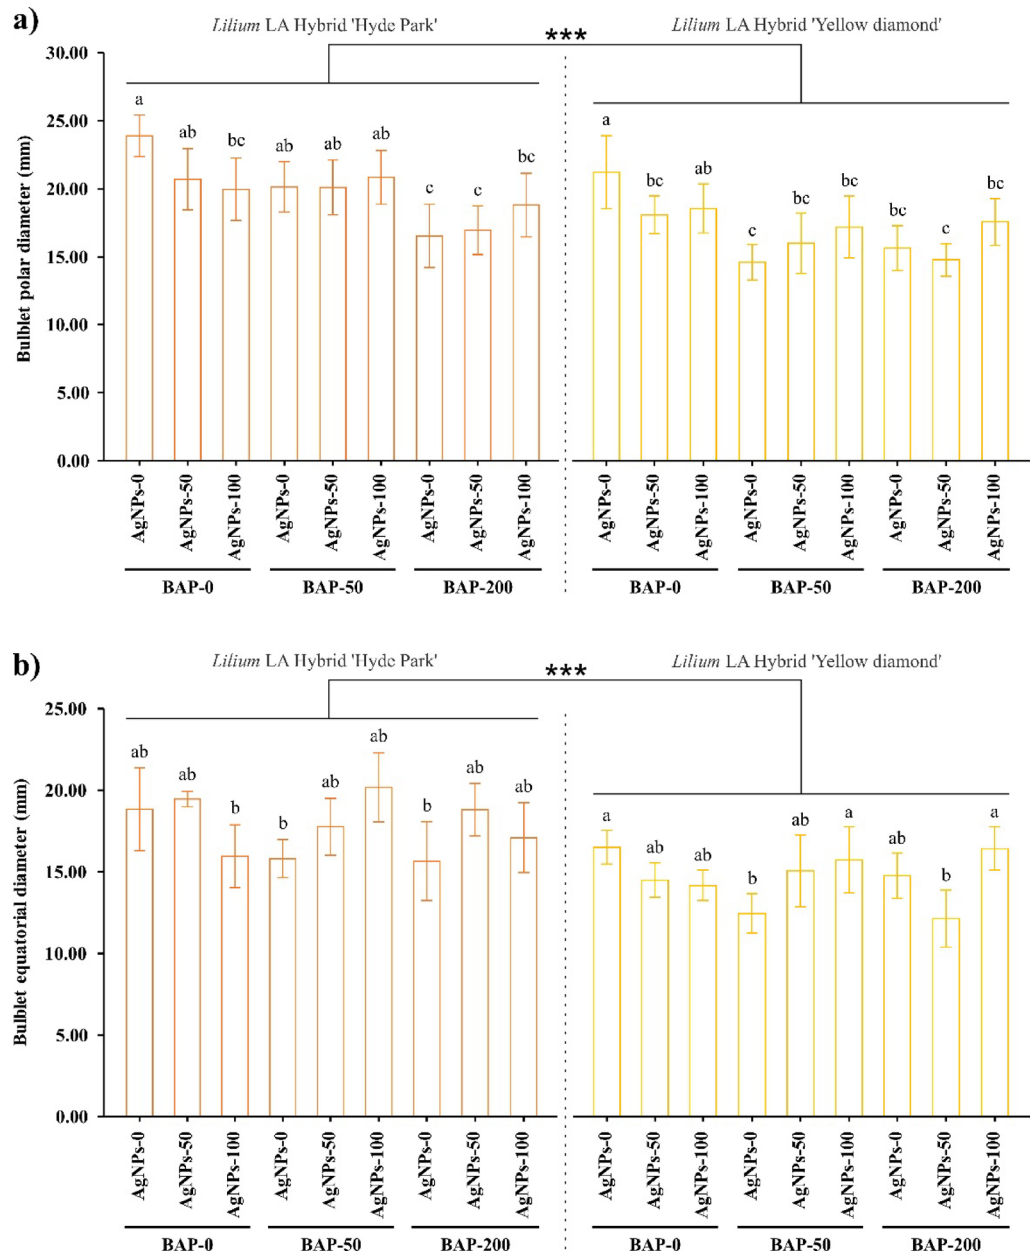 a)
Lilium LA Hybrid 'Hyde Park'
***
Lilium LA Hybrid 'Yellow diamond'
Bulblet polar diameter (mm)
30.00
25.00
20.00
15.00
10.00
5.00
0.00
a ab bc ab ab ab c c bc
a bc ab c bc bc bc c bc
AgNPs-0 AgNPs-50 AgNPs-100 AgNPs-0 AgNPs-50 AgNPs-100 AgNPs-0 AgNPs-50 AgNPs-100
AgNPs-0 AgNPs-50 AgNPs-100 AgNPs-0 AgNPs-50 AgNPs-100 AgNPs-0 AgNPs-50 AgNPs-100
BAP-0 BAP-50 BAP-200
BAP-0 BAP-50 BAP-200
b)
Lilium LA Hybrid 'Hyde Park'
***
Lilium LA Hybrid 'Yellow diamond'
Bulblet equatorial diameter (mm)
25.00
20.00
15.00
10.00
5.00
0.00
ab ab b b ab ab b ab ab
a ab ab b ab a ab b a
AgNPs-0 AgNPs-50 AgNPs-100 AgNPs-0 AgNPs-50 AgNPs-100 AgNPs-0 AgNPs-50 AgNPs-100
AgNPs-0 AgNPs-50 AgNPs-100 AgNPs-0 AgNPs-50 AgNPs-100 AgNPs-0 AgNPs-50 AgNPs-100
BAP-0 BAP-50 BAP-200
BAP-0 BAP-50 BAP-200